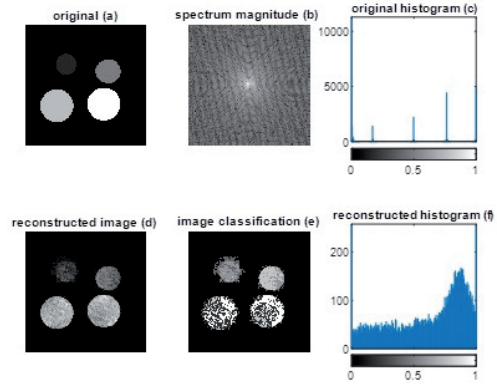 original (a)
spectrum magnitude (b)
original histogram (c)
10000
5000
0
0 0.5 1
reconstructed image (d)
image classification (e)
reconstructed histogram (f)
200
100
0
0 0.5 1